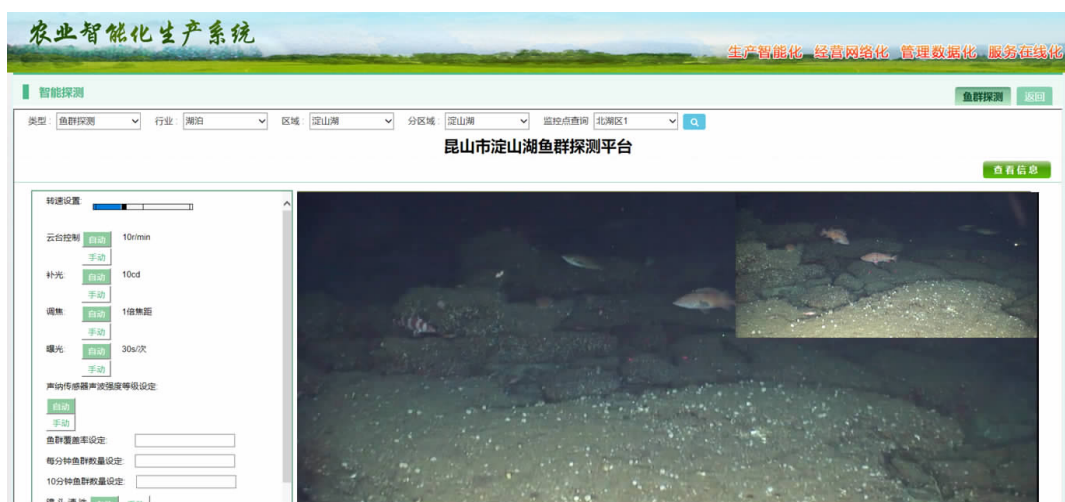 农业智能化生产系统
生产智能化 经营网络化 管理数据化 服务在线化
智能探测
鱼群探测 返回
类型: 鱼群探测 行业: 湖泊 区域: 淀山湖 分区域: 淀山湖 监控点查询 北湖区1
昆山市淀山湖鱼群探测平台
查看信息
转速设置:
云台控制 自动 10r/min
手动
补光: 自动 10cd
手动
调焦: 自动 1倍焦距
手动
曝光: 自动 30s/次
手动
声纳传感器声波强度等级设定:
自动
手动
鱼群覆盖率设定:
每分钟鱼群数量设定:
10分钟鱼群数量设定: